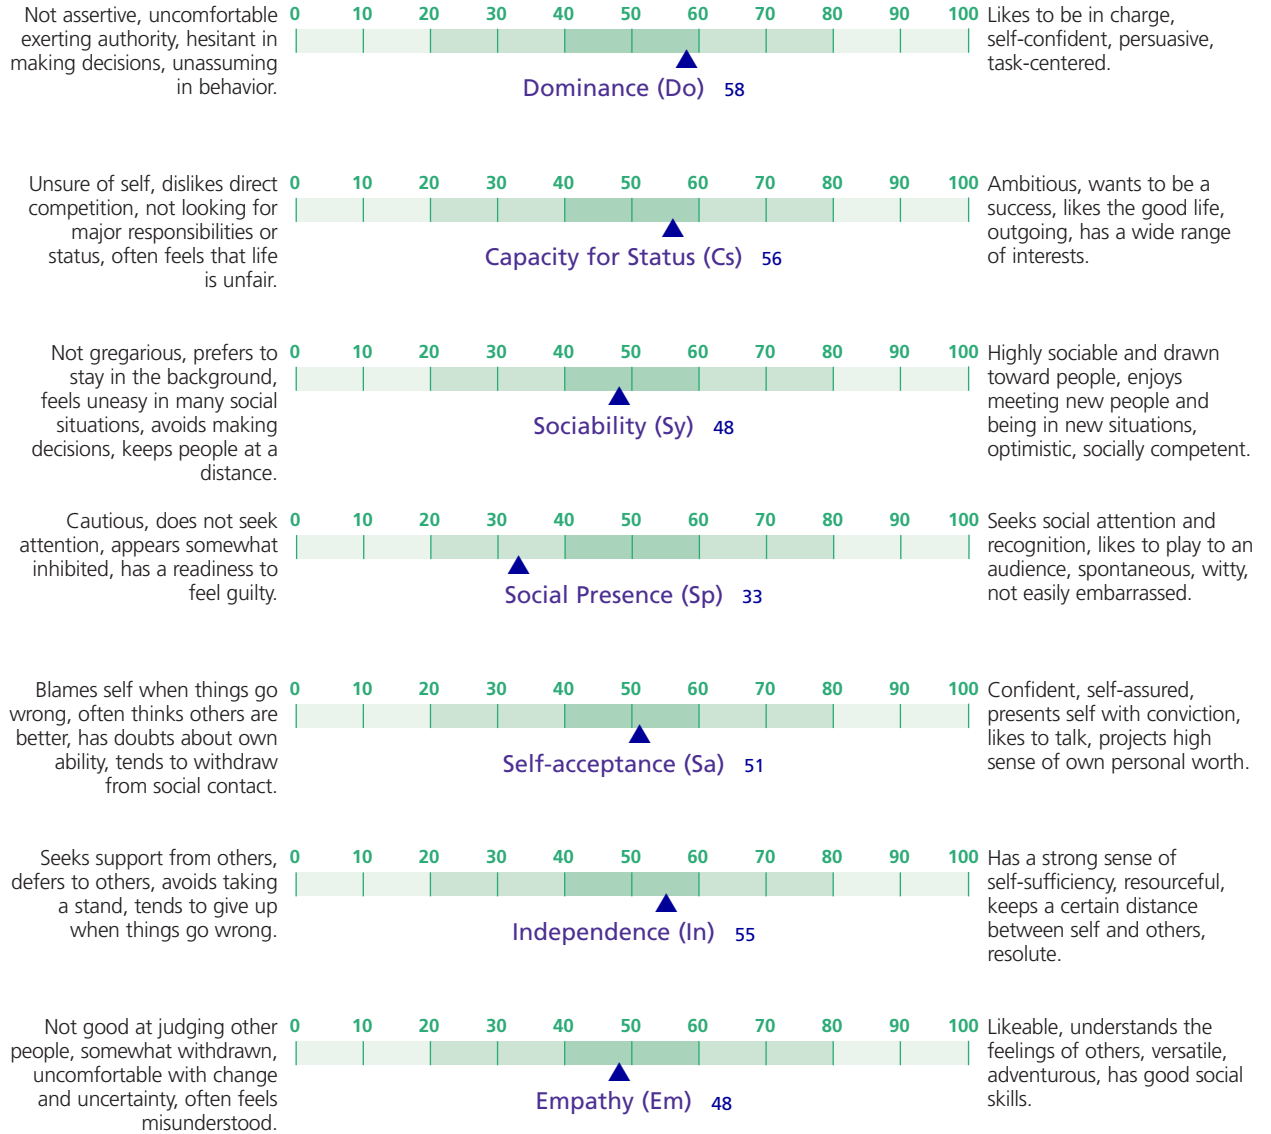 Not assertive, uncomfortable
exerting authority, hesitant in
making decisions, unassuming
in behavior.
0 10 20 30 40 50 60 70 80 90 100
Dominance (Do) 58
Likes to be in charge,
self-confident, persuasive,
task-centered.
Unsure of self, dislikes direct
competition, not looking for
major responsibilities or
status, often feels that life
is unfair.
0 10 20 30 40 50 60 70 80 90 100
Capacity for Status (Cs) 56
Ambitious, wants to be a
success, likes the good life,
outgoing, has a wide range
of interests.
Not gregarious, prefers to
stay in the background,
feels uneasy in many social
situations, avoids making
decisions, keeps people at a
distance.
0 10 20 30 40 50 60 70 80 90 100
Sociability (Sy) 48
Highly sociable and drawn
toward people, enjoys
meeting new people and
being in new situations,
optimistic, socially competent.
Cautious, does not seek
attention, appears somewhat
inhibited, has a readiness to
feel guilty.
0 10 20 30 40 50 60 70 80 90 100
Social Presence (Sp) 33
Seeks social attention and
recognition, likes to play to an
audience, spontaneous, witty,
not easily embarrassed.
Blames self when things go
wrong, often thinks others are
better, has doubts about own
ability, tends to withdraw
from social contact.
0 10 20 30 40 50 60 70 80 90 100
Self-acceptance (Sa) 51
Confident, self-assured,
presents self with conviction,
likes to talk, projects high
sense of own personal worth.
Seeks support from others,
defers to others, avoids taking
a stand, tends to give up
when things go wrong.
0 10 20 30 40 50 60 70 80 90 100
Independence (In) 55
Has a strong sense of
self-sufficiency, resourceful,
keeps a certain distance
between self and others,
resolute.
Not good at judging other
people, somewhat withdrawn,
uncomfortable with change
and uncertainty, often feels
misunderstood.
0 10 20 30 40 50 60 70 80 90 100
Empathy (Em) 48
Likeable, understands the
feelings of others, versatile,
adventurous, has good social
skills.